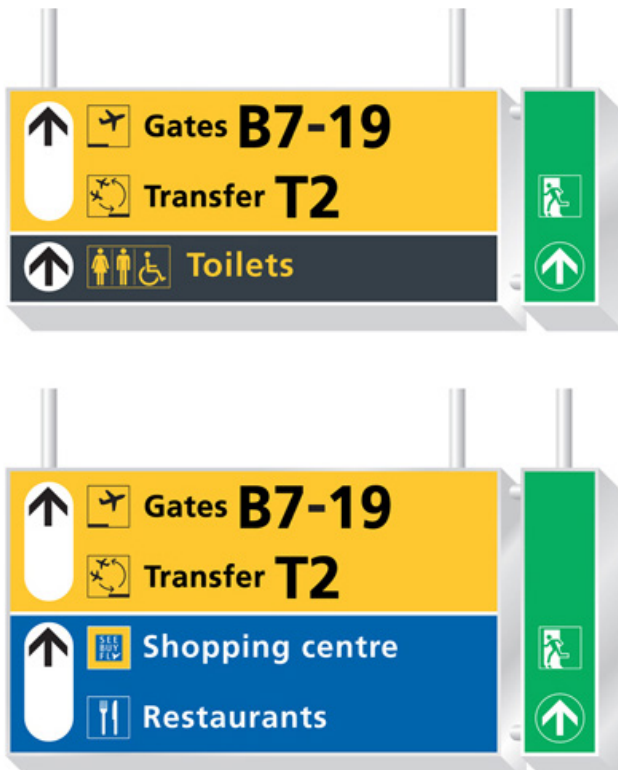 Gates B7-19
Transfer T2
Toilets
Gates B7-19
Transfer T2
SEE
BUY
FLY
Shopping centre
Restaurants